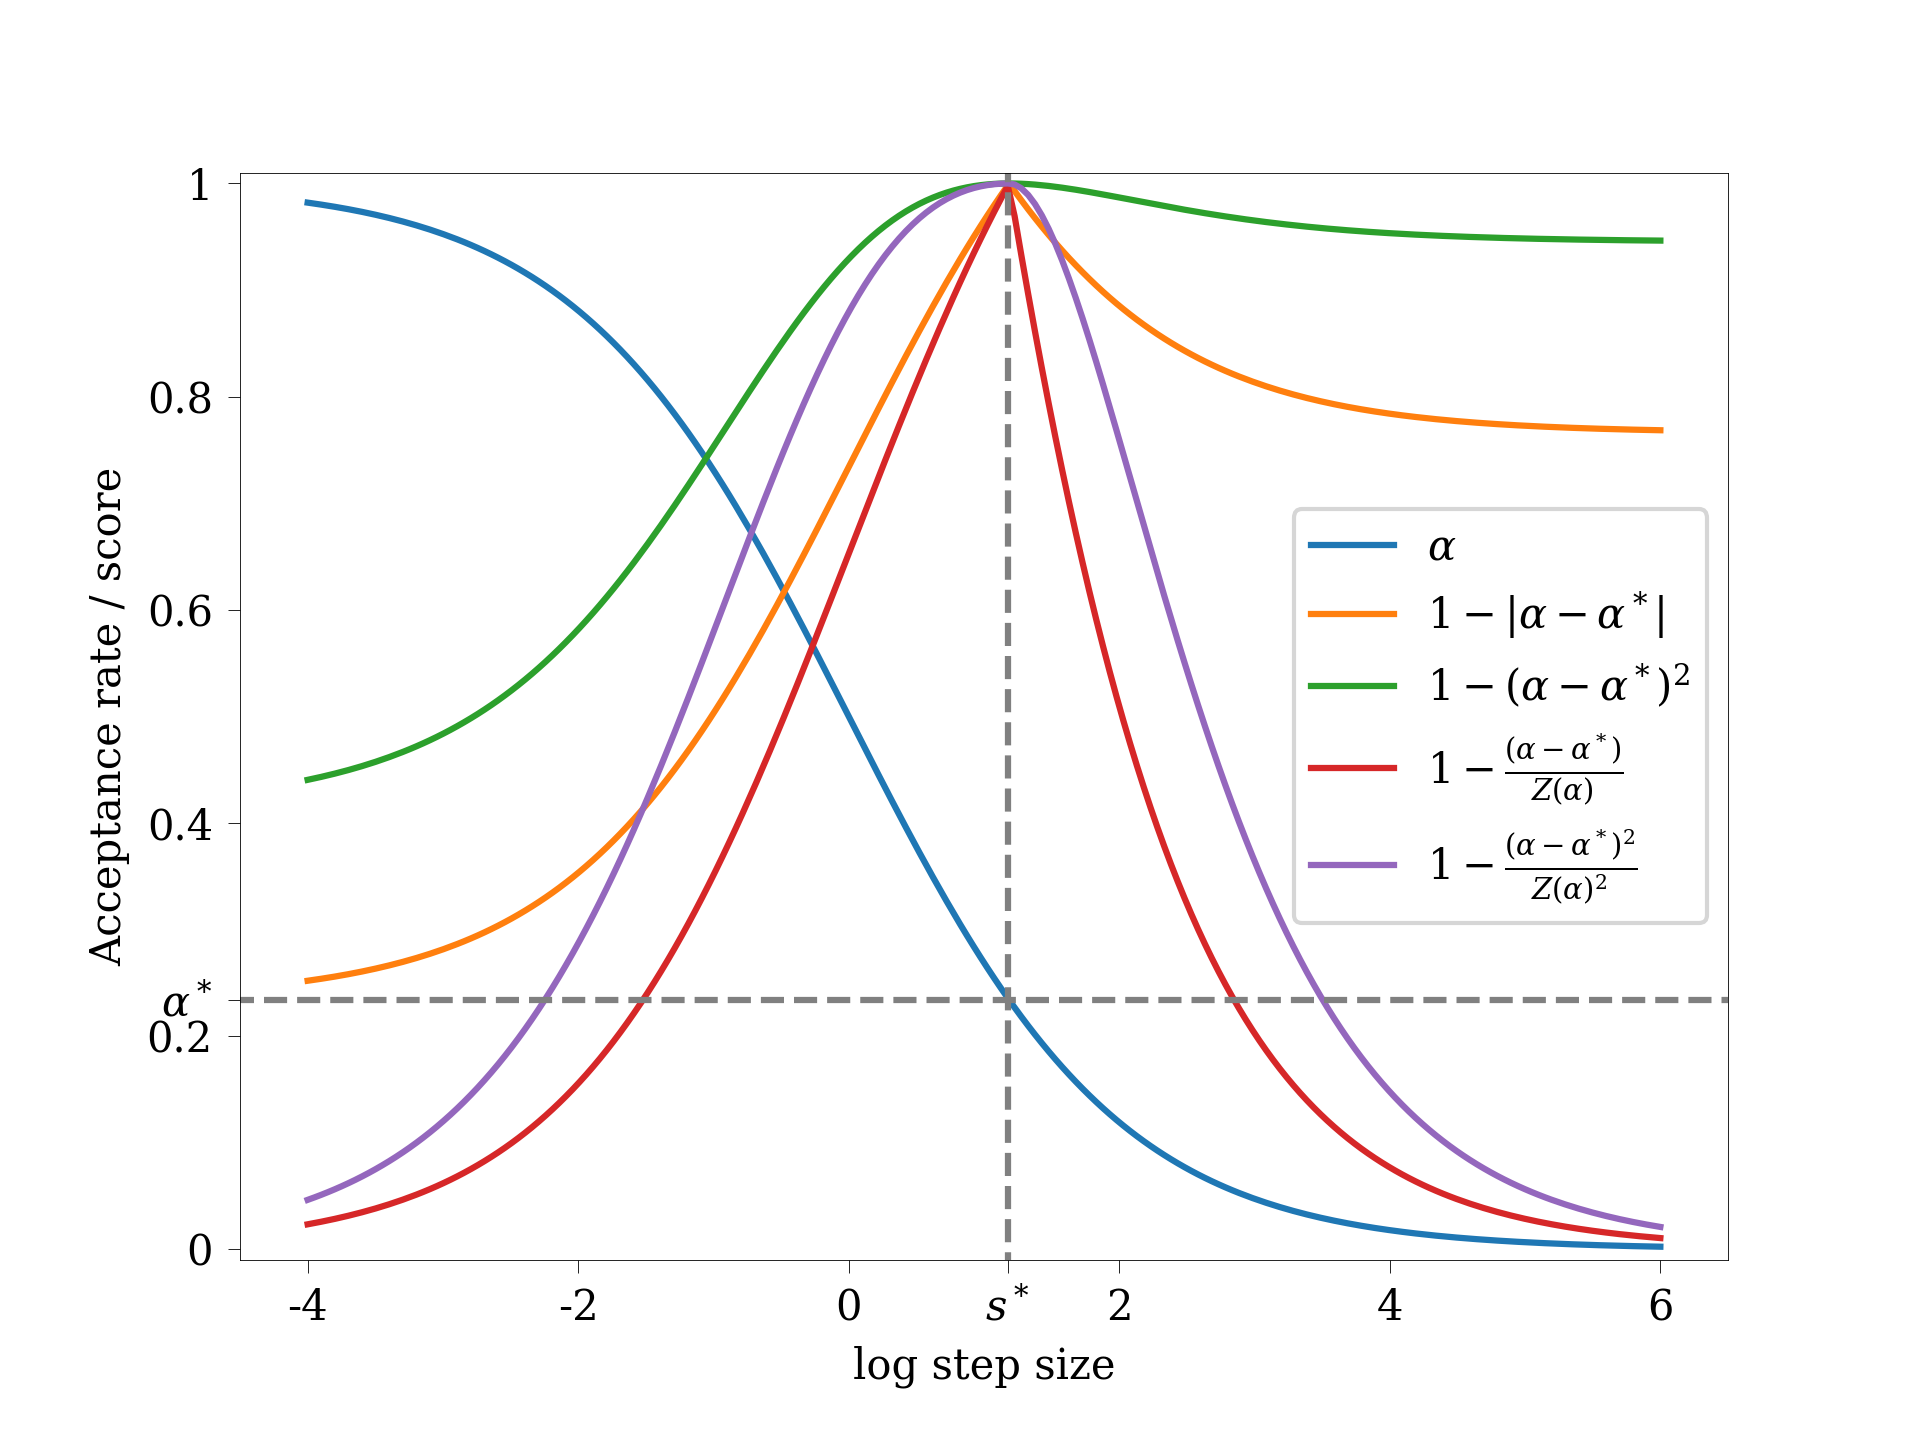 1
0.8
0.6
0.4
α*
0.2
0
Acceptance rate / score
-4
-2
0
s*
2
4
6
log step size
α
1 − |α − α*|
1 − (α − α*)²
1 − (α − α*) / Z(α)
1 − (α − α*)² / Z(α)²